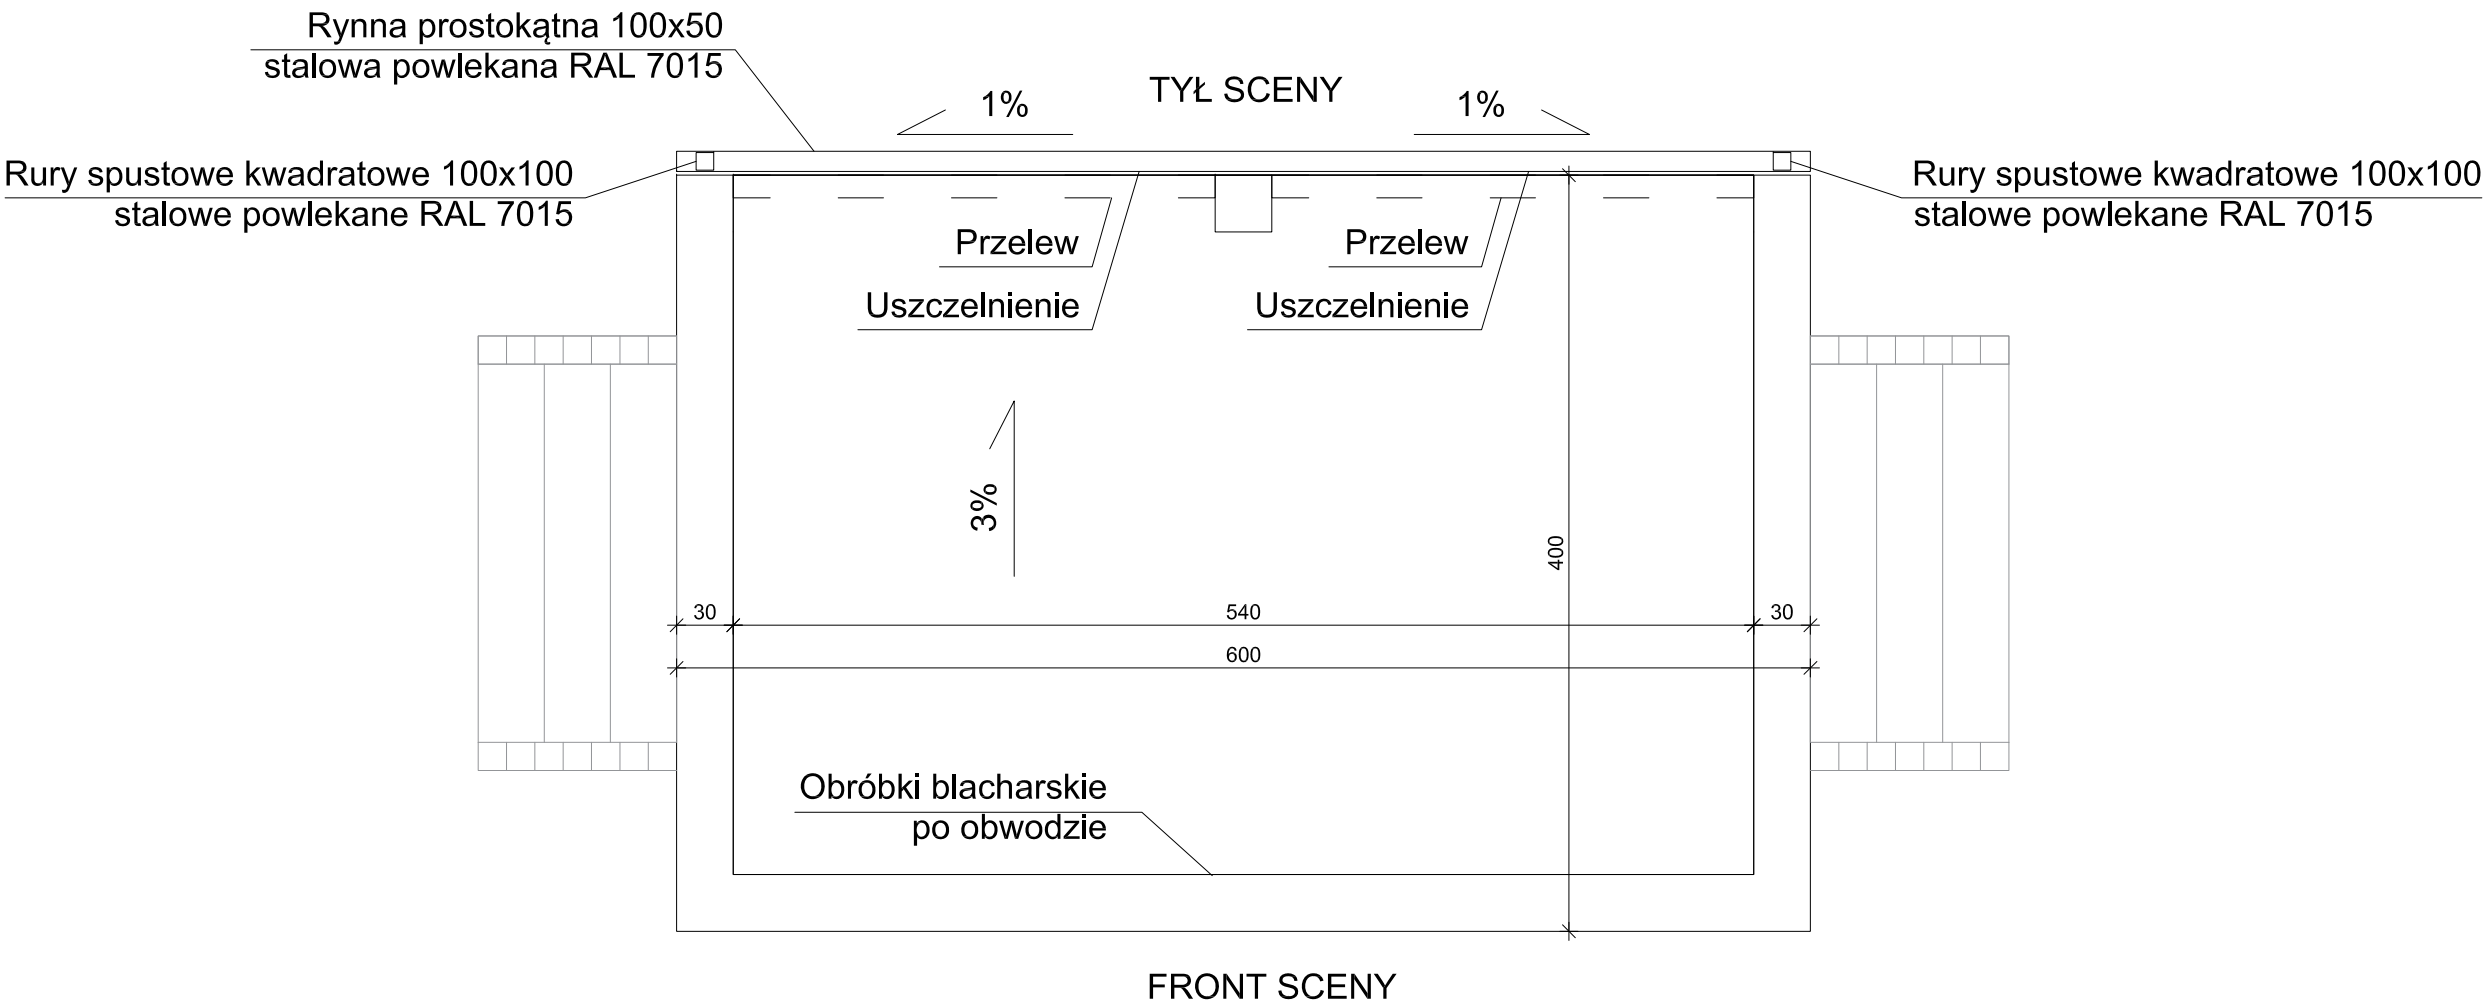 Rynna prostokątna 100x50
stalowa powlekana RAL 7015
TYŁ SCENY
1%
1%
Rury spustowe kwadratowe 100x100
stalowe powlekane RAL 7015
Rury spustowe kwadratowe 100x100
stalowe powlekane RAL 7015
Przelew
Przelew
Uszczelnienie
Uszczelnienie
3%
400
30
540
30
600
Obróbki blacharskie
po obwodzie
FRONT SCENY